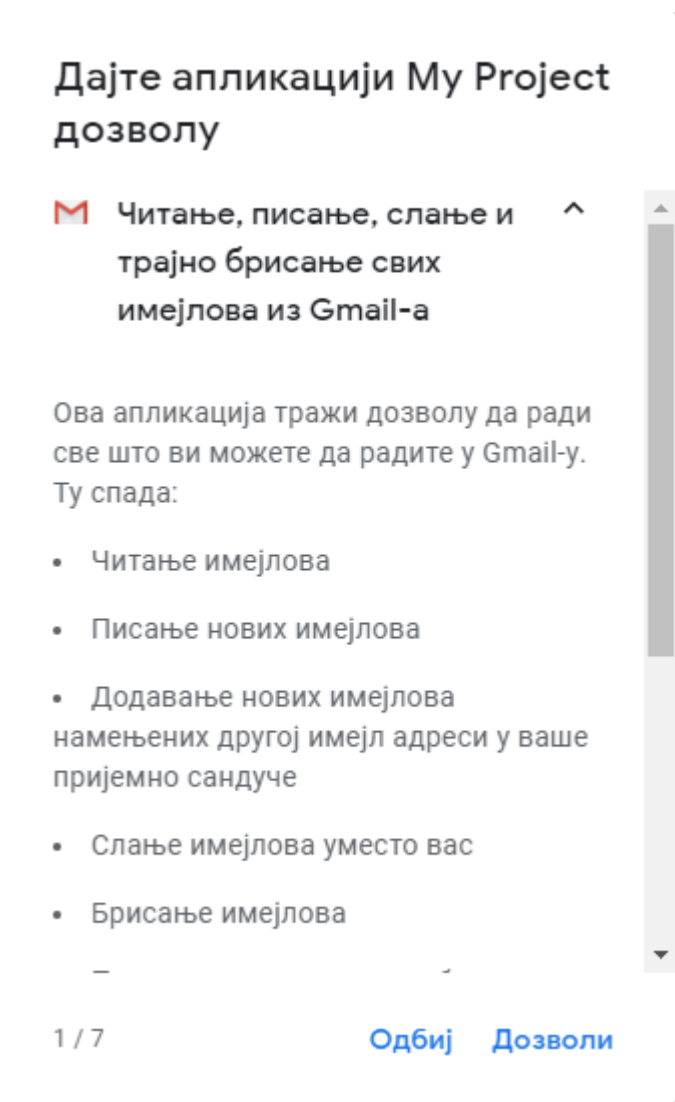 Дајте апликацији My Project
дозволу
Читање, писање, слање и
трајно брисање свих
имејлова из Gmail-а
Ова апликација тражи дозволу да ради
све што ви можете да радите у Gmail-у.
Ту спада:
• Читање имејлова
• Писање нових имејлова
• Додавање нових имејлова
намењених другој имејл адреси у ваше
пријемно сандуче
• Слање имејлова уместо вас
• Брисање имејлова
1 / 7
Одбиј Дозволи